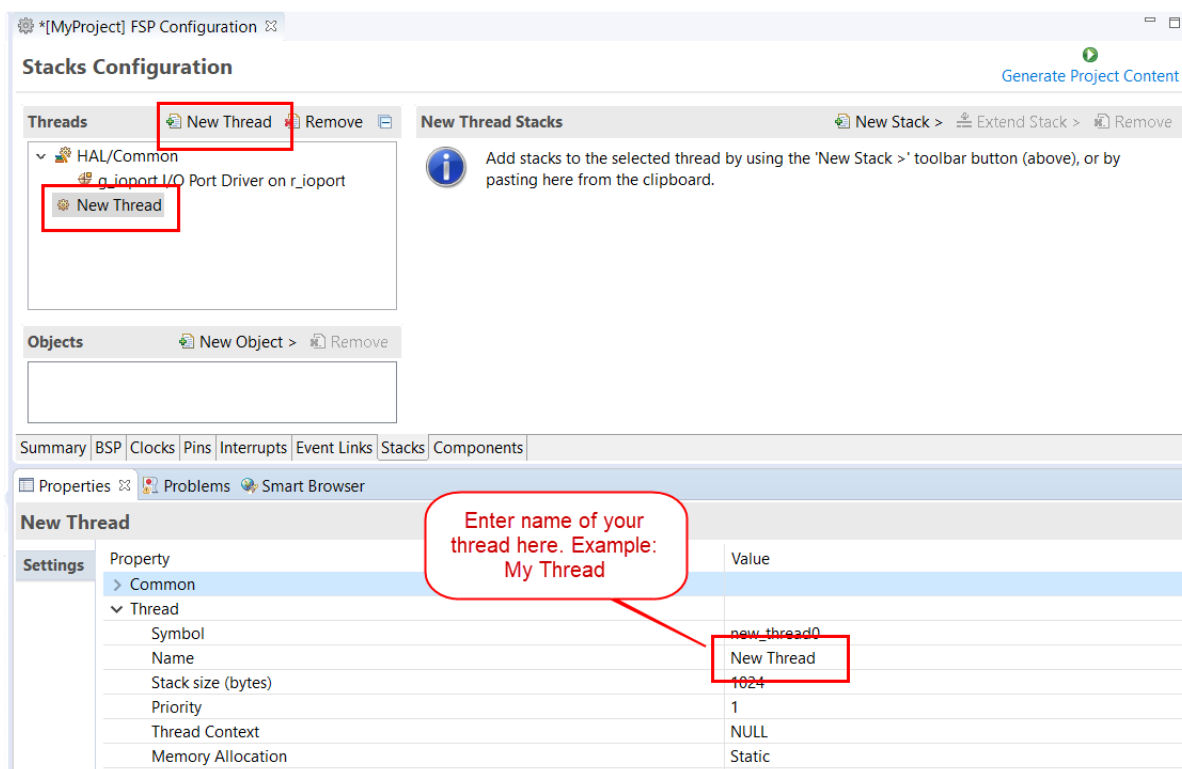 *[MyProject] FSP Configuration
Stacks Configuration
Generate Project Content
Threads New Thread Remove
HAL/Common
g_ioport I/O Port Driver on r_ioport
New Thread
New Thread Stacks New Stack > Extend Stack > Remove
Add stacks to the selected thread by using the 'New Stack >' toolbar button (above), or by
pasting here from the clipboard.
Objects New Object > Remove
Summary BSP Clocks Pins Interrupts Event Links Stacks Components
Properties Problems Smart Browser
New Thread
Enter name of your
thread here. Example:
My Thread
Settings Property Value
Common
Thread
Symbol new_thread0
Name New Thread
Stack size (bytes) 1024
Priority 1
Thread Context NULL
Memory Allocation Static